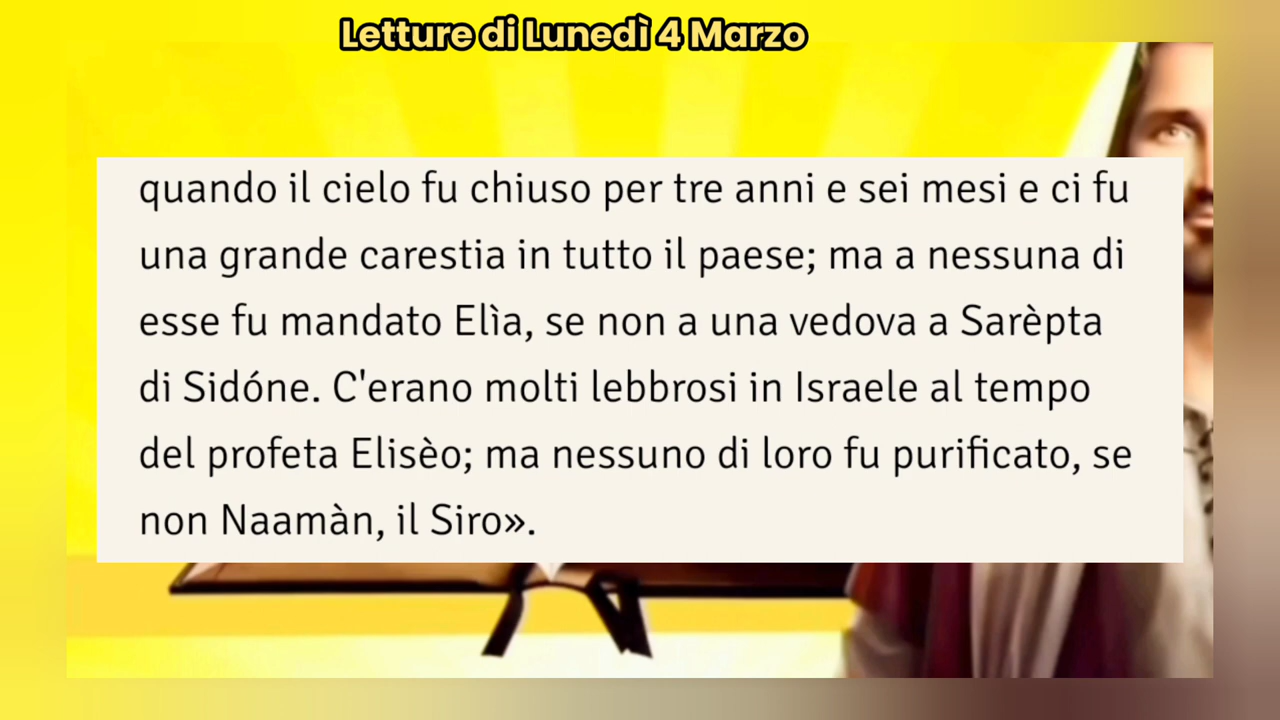 Letture di Lunedì 4 Marzo
quando il cielo fu chiuso per tre anni e sei mesi e ci fu
una grande carestia in tutto il paese; ma a nessuna di
esse fu mandato Elìa, se non a una vedova a Sarèpta
di Sidóne. C'erano molti lebbrosi in Israele al tempo
del profeta Elisèo; ma nessuno di loro fu purificato, se
non Naamàn, il Siro».